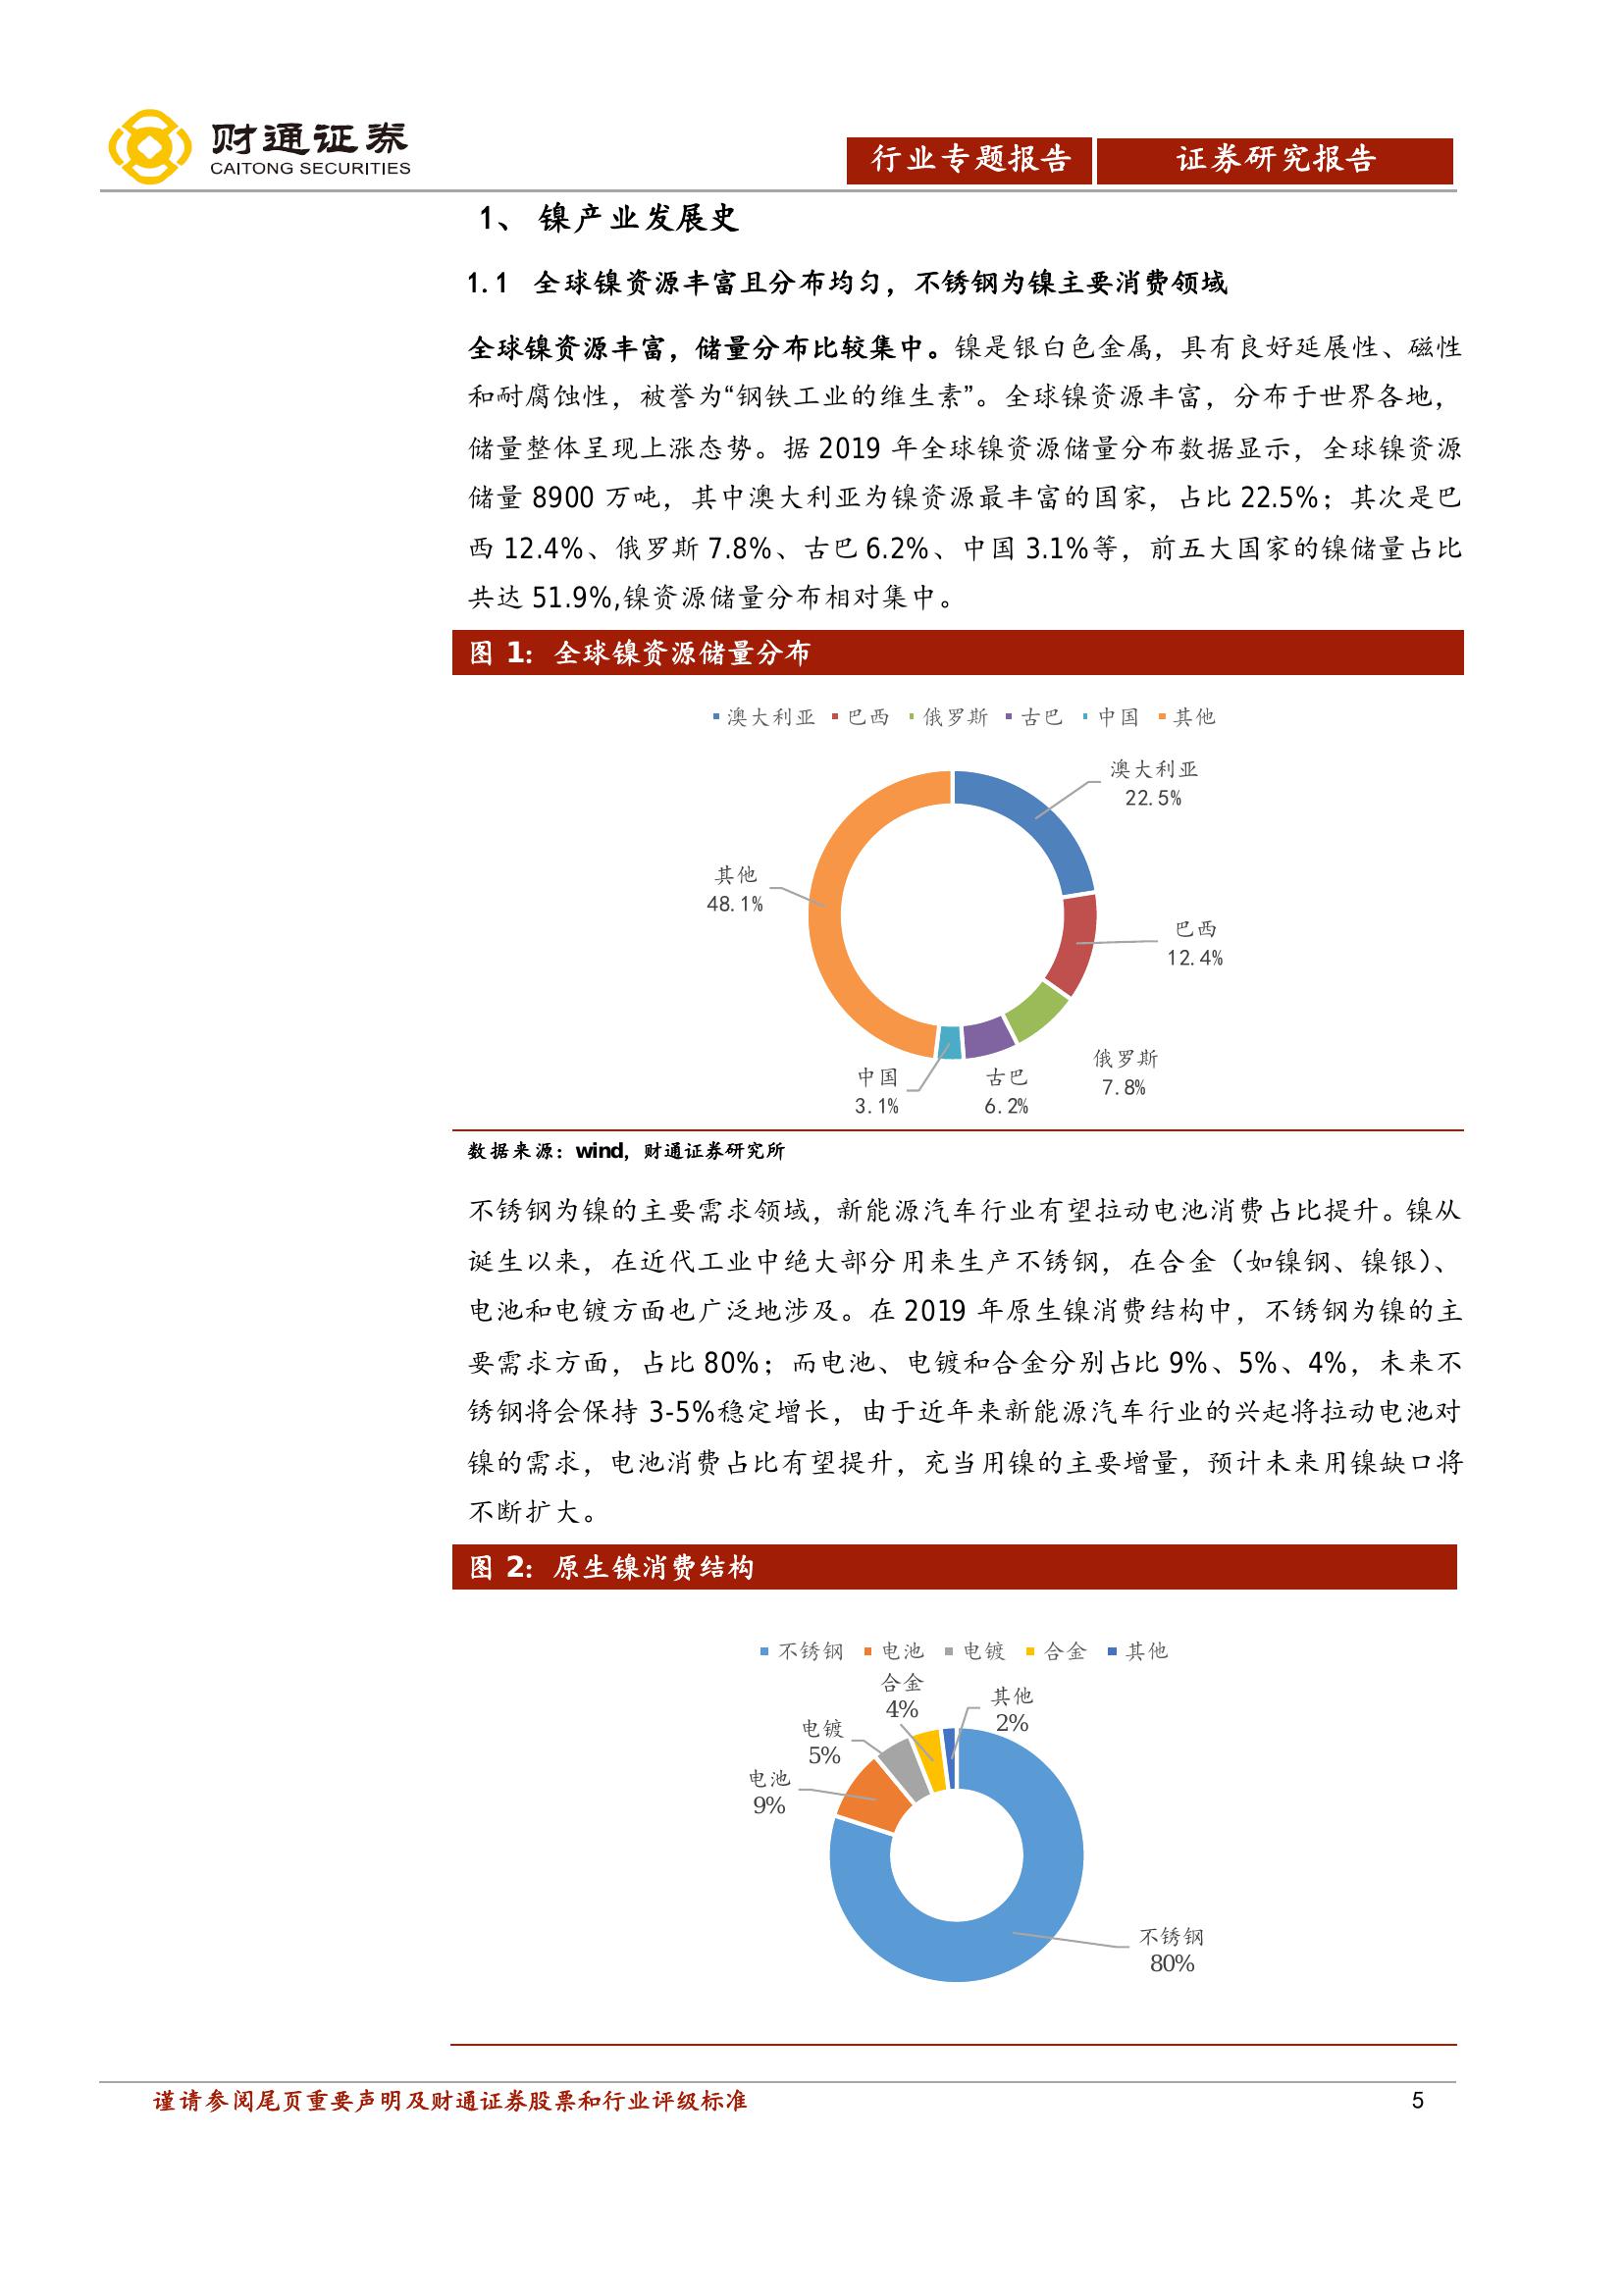 财通证券
CAITONG SECURITIES
行业专题报告 证券研究报告
1、 镍产业发展史
1.1 全球镍资源丰富且分布均匀，不锈钢为镍主要消费领域
全球镍资源丰富，储量分布比较集中。镍是银白色金属，具有良好延展性、磁性
和耐腐蚀性，被誉为“钢铁工业的维生素”。全球镍资源丰富，分布于世界各地，
储量整体呈现上涨态势。据 2019 年全球镍资源储量分布数据显示，全球镍资源
储量 8900 万吨，其中澳大利亚为镍资源最丰富的国家，占比 22.5%；其次是巴
西 12.4%、俄罗斯 7.8%、古巴 6.2%、中国 3.1%等，前五大国家的镍储量占比
共达 51.9%,镍资源储量分布相对集中。
图 1：全球镍资源储量分布
澳大利亚 巴西 俄罗斯 古巴 中国 其他
澳大利亚
22.5%
其他
48.1%
巴西
12.4%
俄罗斯
7.8%
中国
3.1%
古巴
6.2%
数据来源：wind，财通证券研究所
不锈钢为镍的主要需求领域，新能源汽车行业有望拉动电池消费占比提升。镍从
诞生以来，在近代工业中绝大部分用来生产不锈钢，在合金（如镍钢、镍银）、
电池和电镀方面也广泛地涉及。在 2019 年原生镍消费结构中，不锈钢为镍的主
要需求方面，占比 80%；而电池、电镀和合金分别占比 9%、5%、4%，未来不
锈钢将会保持 3-5%稳定增长，由于近年来新能源汽车行业的兴起将拉动电池对
镍的需求，电池消费占比有望提升，充当用镍的主要增量，预计未来用镍缺口将
不断扩大。
图 2：原生镍消费结构
不锈钢 电池 电镀 合金 其他
合金
4%
其他
2%
电镀
5%
电池
9%
不锈钢
80%
谨请参阅尾页重要声明及财通证券股票和行业评级标准 5